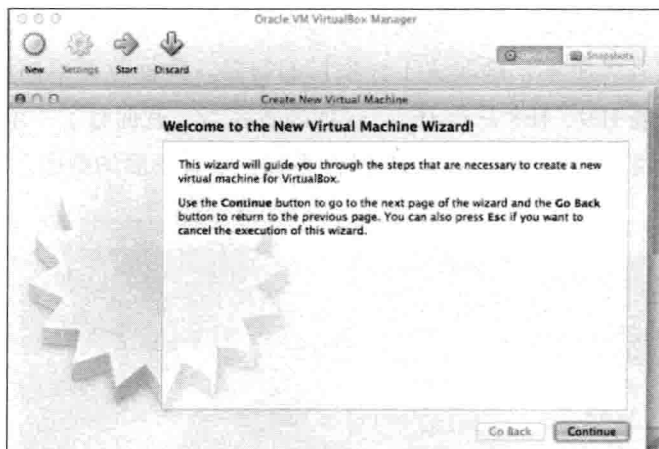 Oracle VM VirtualBox Manager
New Settings Start Discard
Snapshots
Create New Virtual Machine
Welcome to the New Virtual Machine Wizard!
This wizard will guide you through the steps that are necessary to create a new
virtual machine for VirtualBox.
Use the Continue button to go to the next page of the wizard and the Go Back
button to return to the previous page. You can also press Esc if you want to
cancel the execution of this wizard.
Go Back Continue